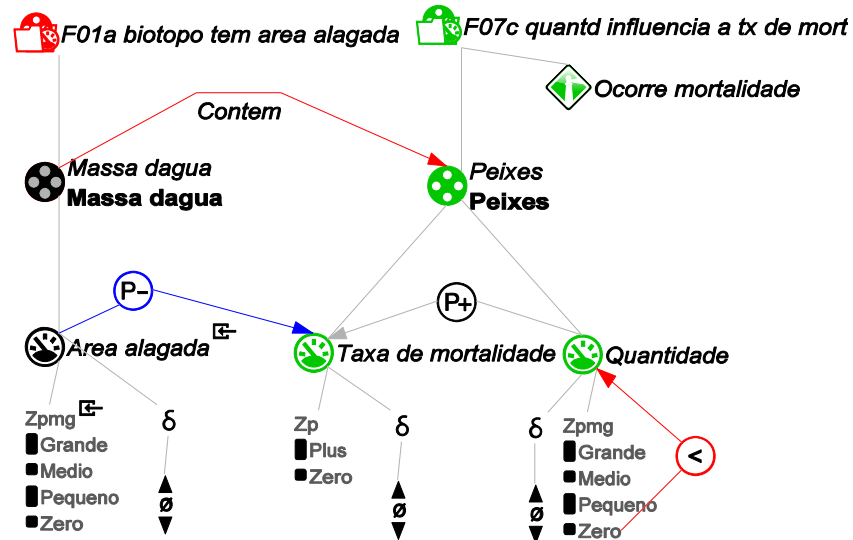 F01a biotopo tem area alagada
F07c quantd influencia a tx de mort
Ocorre mortalidade
Contem
Massa dagua
Massa dagua
Peixes
Peixes
P-
P+
Area alagada
Taxa de mortalidade
Quantidade
Zpmg
Grande
Medio
Pequeno
Zero
δ
ø
Zp
Plus
Zero
δ
ø
δ
ø
Zpmg
Grande
Medio
Pequeno
Zero
<